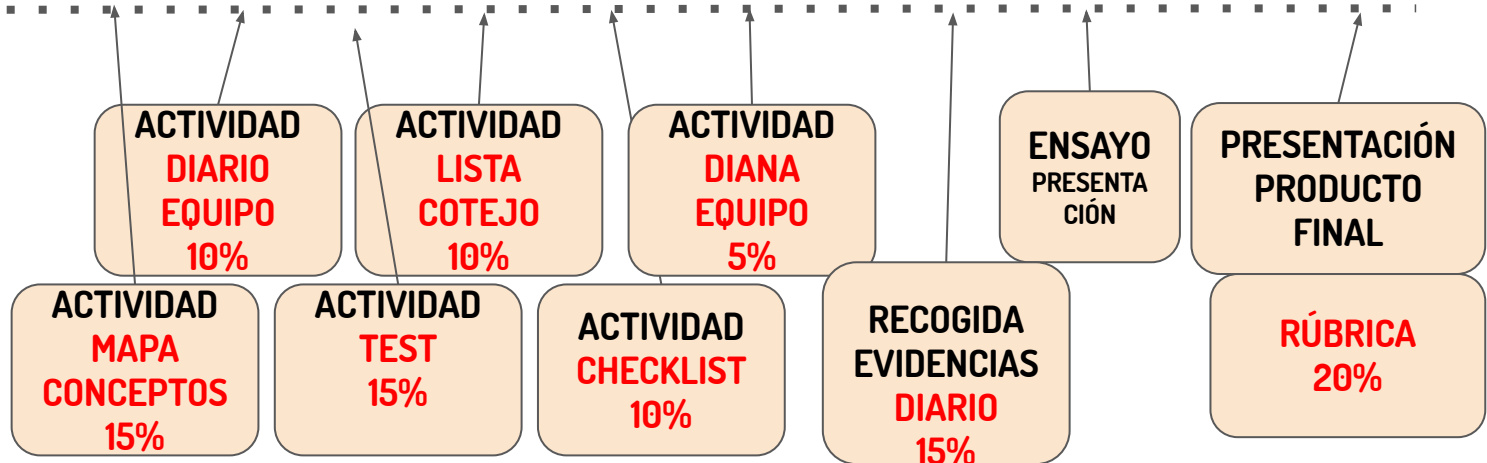 ACTIVIDAD
DIARIO
EQUIPO
10%
ACTIVIDAD
LISTA
COTEJO
10%
ACTIVIDAD
DIANA
EQUIPO
5%
ENSAYO
PRESENTA
CIÓN
PRESENTACIÓN
PRODUCTO
FINAL
ACTIVIDAD
MAPA
CONCEPTOS
15%
ACTIVIDAD
TEST
15%
ACTIVIDAD
CHECKLIST
10%
RECOGIDA
EVIDENCIAS
DIARIO
15%
RÚBRICA
20%